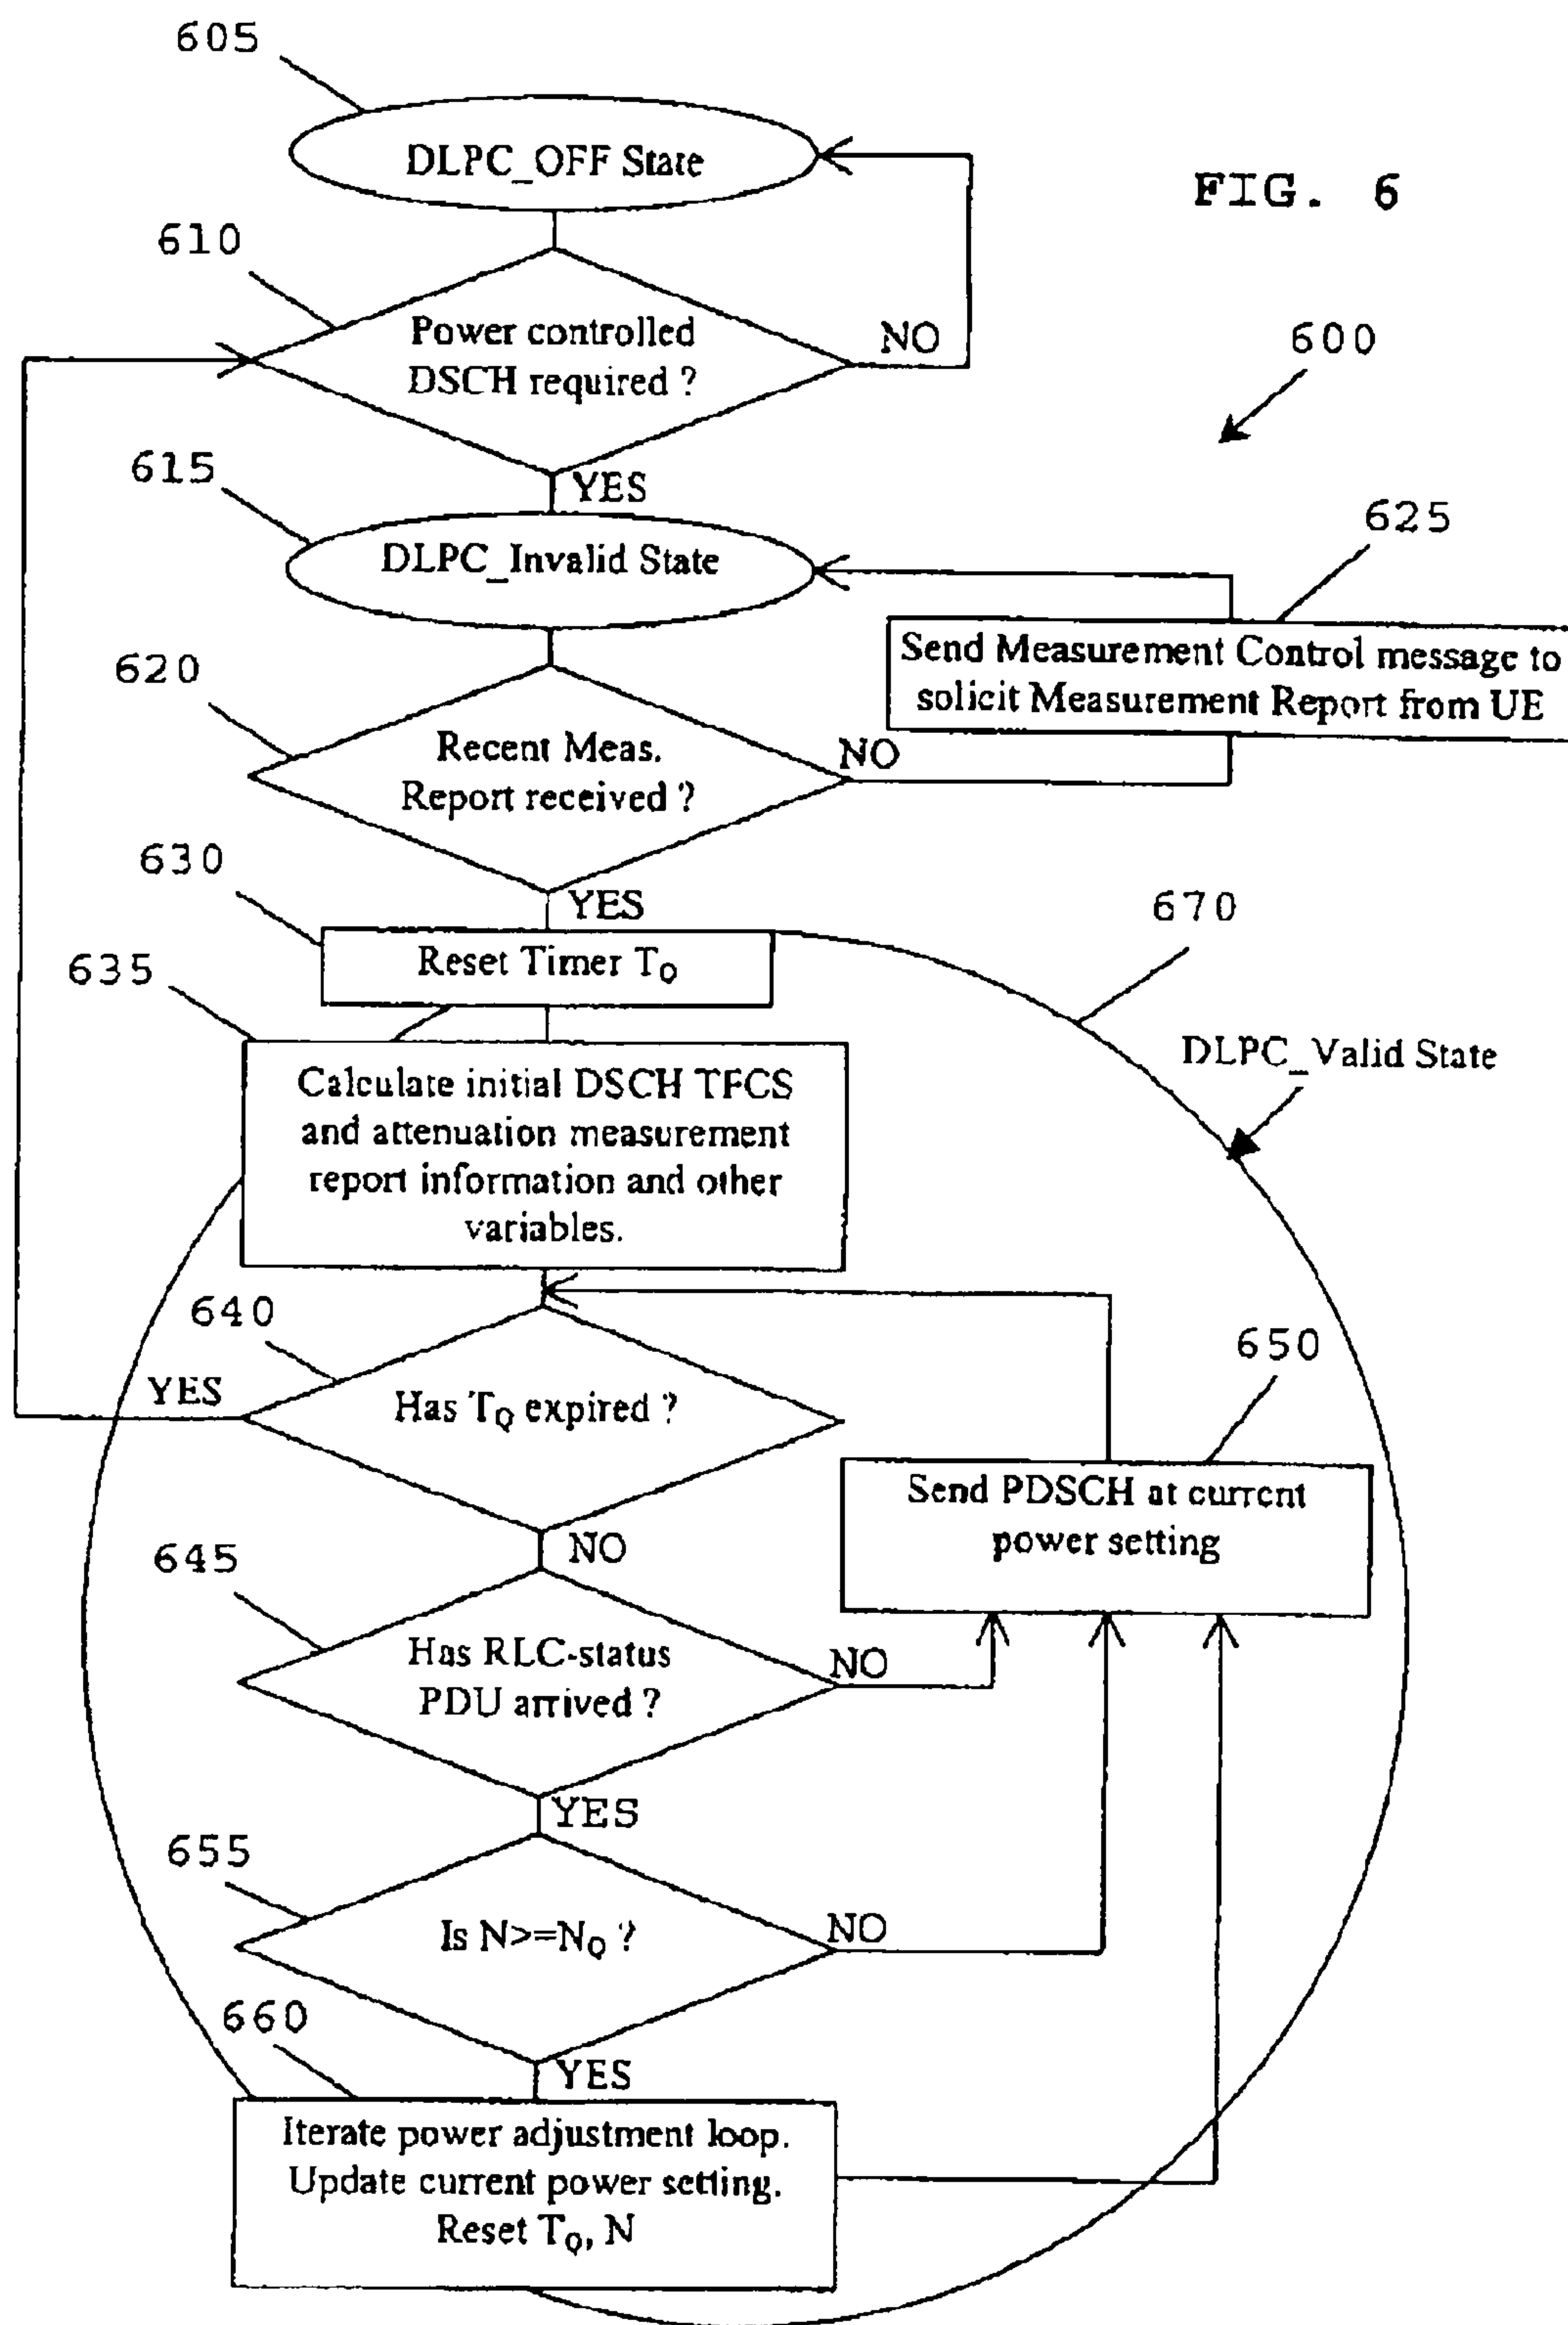 605
DLPC_OFF State
FIG. 6
610
Power controlled
DSCH required ?
NO
600
615
YES
DLPC_Invalid State
625
Send Measurement Control message to
solicit Measurement Report from UE
620
Recent Meas.
Report received ?
NO
630
YES
670
Reset Timer TQ
635
DLPC_Valid State
Calculate initial DSCH TFCS
and attenuation measurement
report information and other
variables.
640
650
YES
Has TQ expired ?
Send PDSCH at current
power setting
NO
645
Has RLC-status
PDU arrived ?
NO
YES
655
Is N>=NQ ?
NO
660
YES
Iterate power adjustment loop.
Update current power setting.
Reset TQ, N